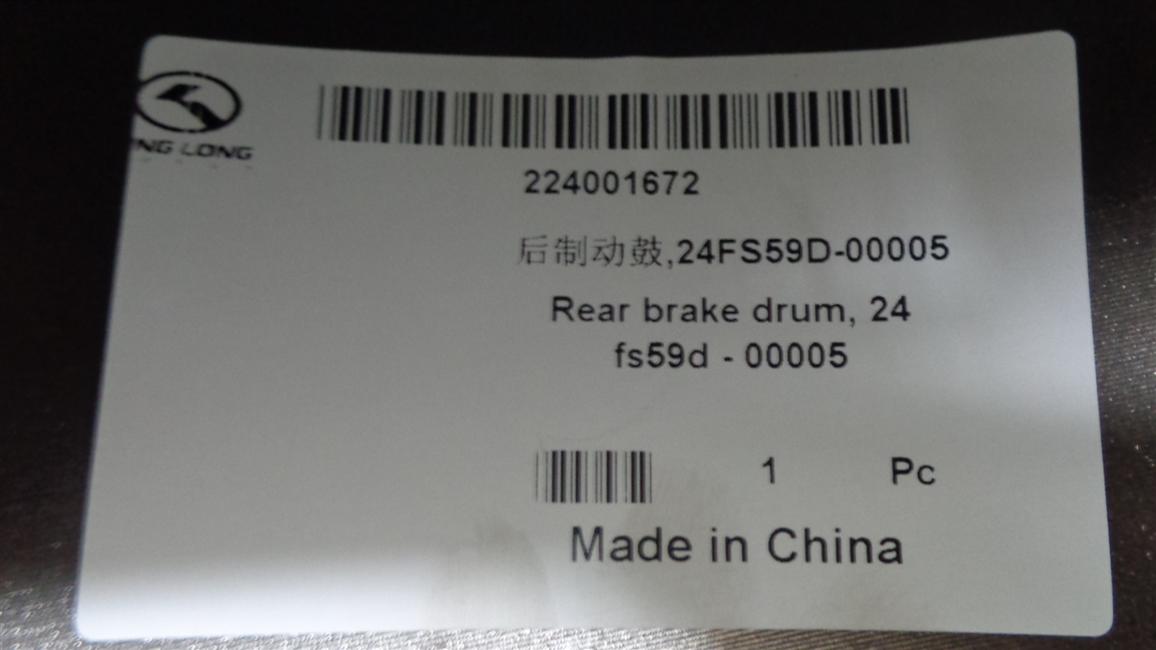 NG LONG
224001672
后制动鼓,24FS59D-00005
Rear brake drum, 24
fs59d - 00005
1 Pc
Made in China